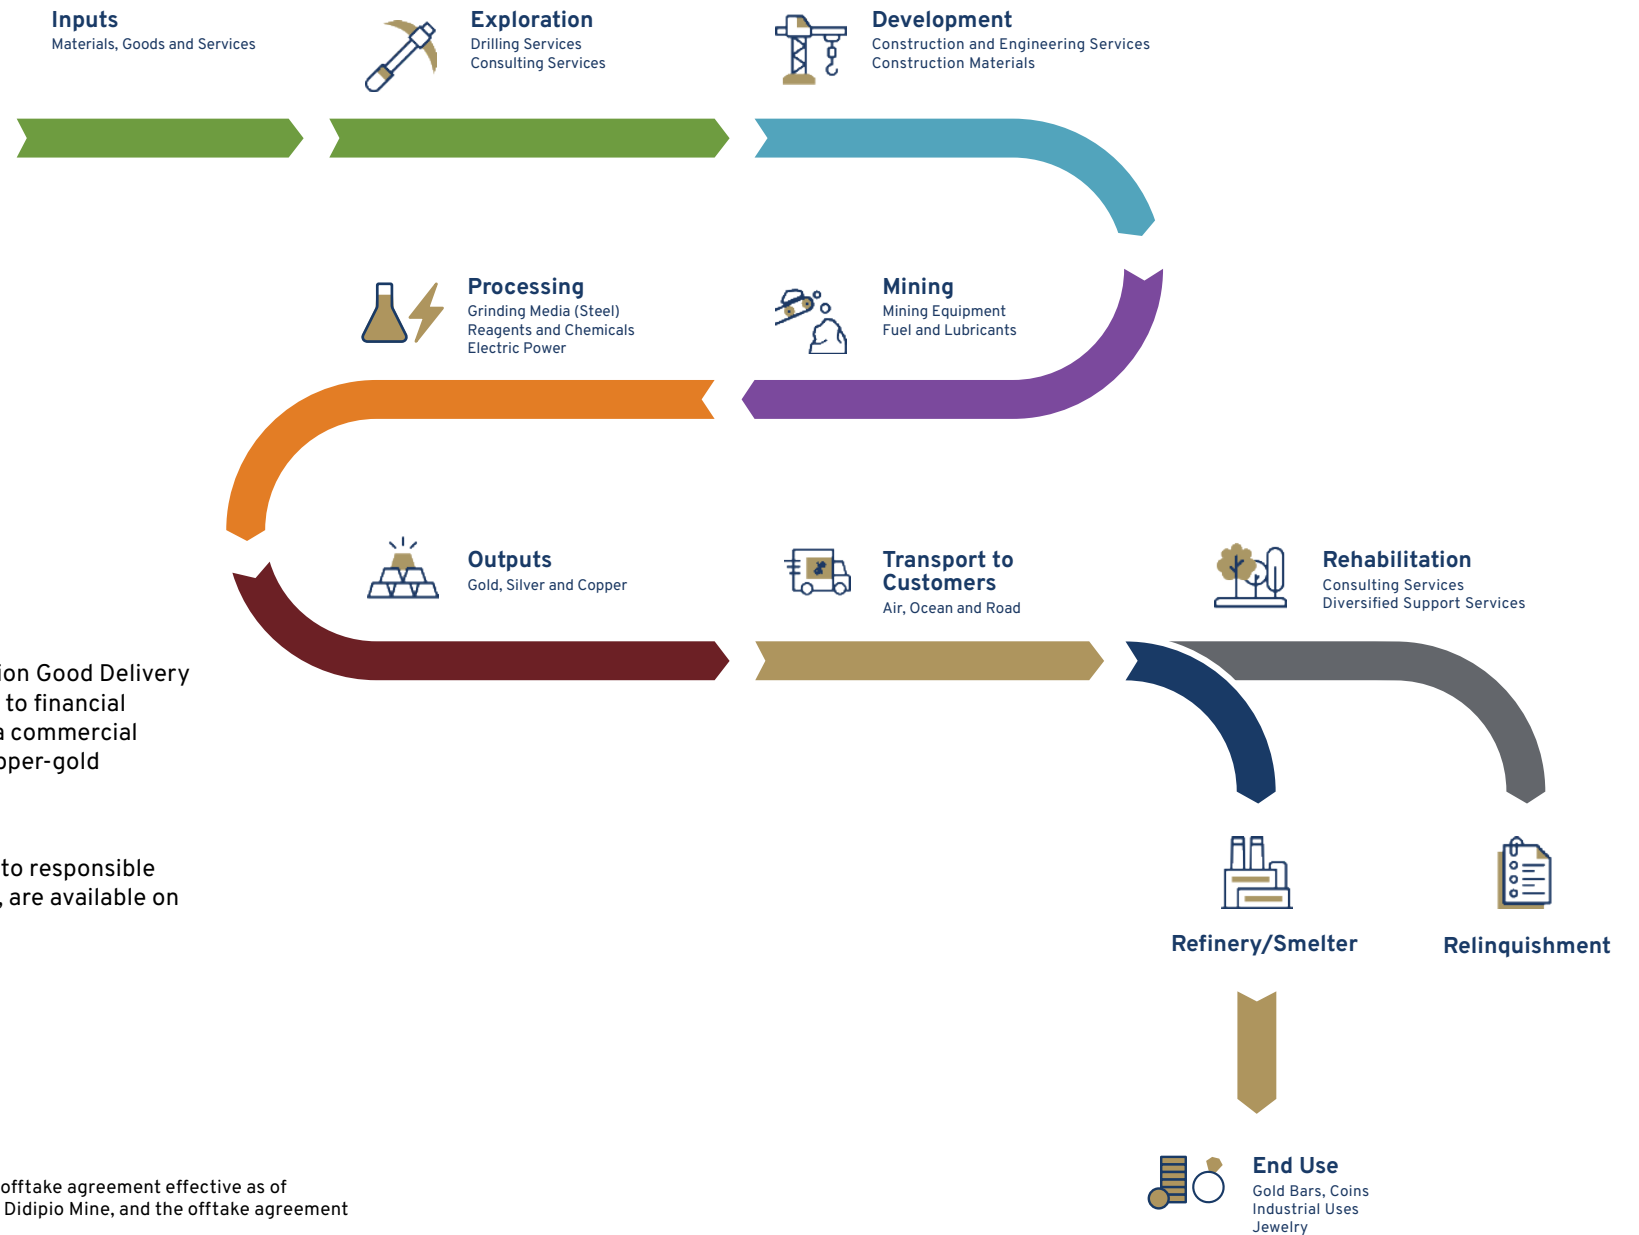 Inputs
Materials, Goods and Services
Exploration
Drilling Services
Consulting Services
Development
Construction and Engineering Services
Construction Materials
Processing
Grinding Media (Steel)
Reagents and Chemicals
Electric Power
Mining
Mining Equipment
Fuel and Lubricants
Outputs
Gold, Silver and Copper
Transport to
Customers
Air, Ocean and Road
Rehabilitation
Consulting Services
Diversified Support Services
Good Delivery
to financial
commercial
to responsible
, are available on
Refinery/Smelter
Relinquishment
End Use
Gold Bars, Coins
Industrial Uses
Jewelry
offtake agreement effective as of
Didipio Mine, and the offtake agreement